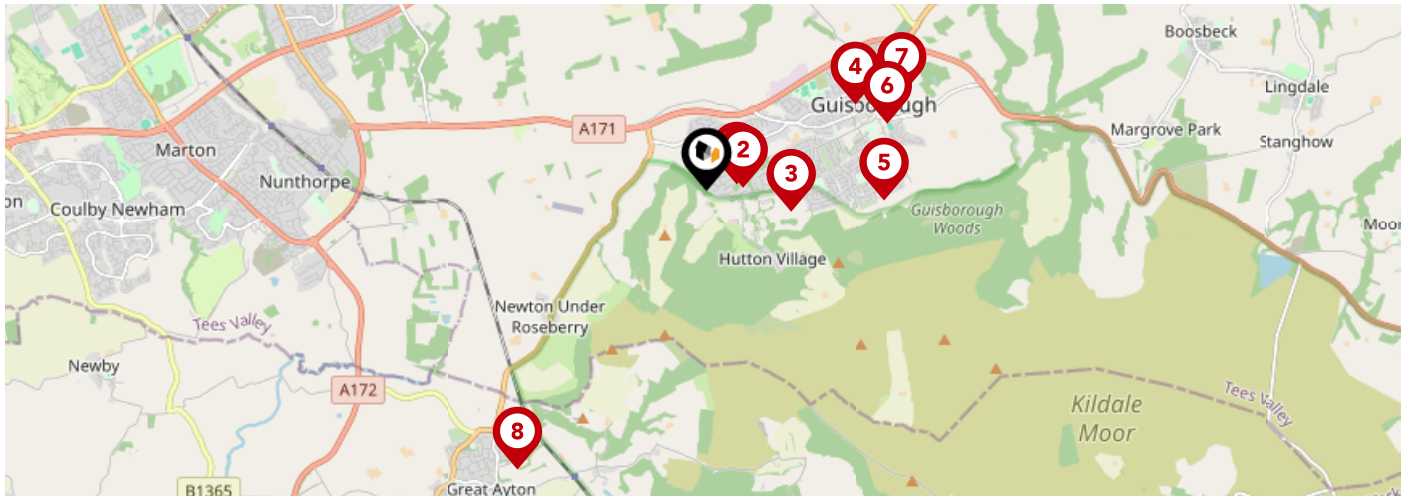 Boosbeck
7
4
6
Lingdale
Guisborough
A171
Margrove Park
Stanghow
Marton
2
5
3
Nunthorpe
on
Coulby Newham
Guisborough
Woods
Moor
Hutton Village
Newton Under
Roseberry
Tees Valley
Newby
A172
Tees Valley
Kildale
Moor
8
Great Ayton
B1365